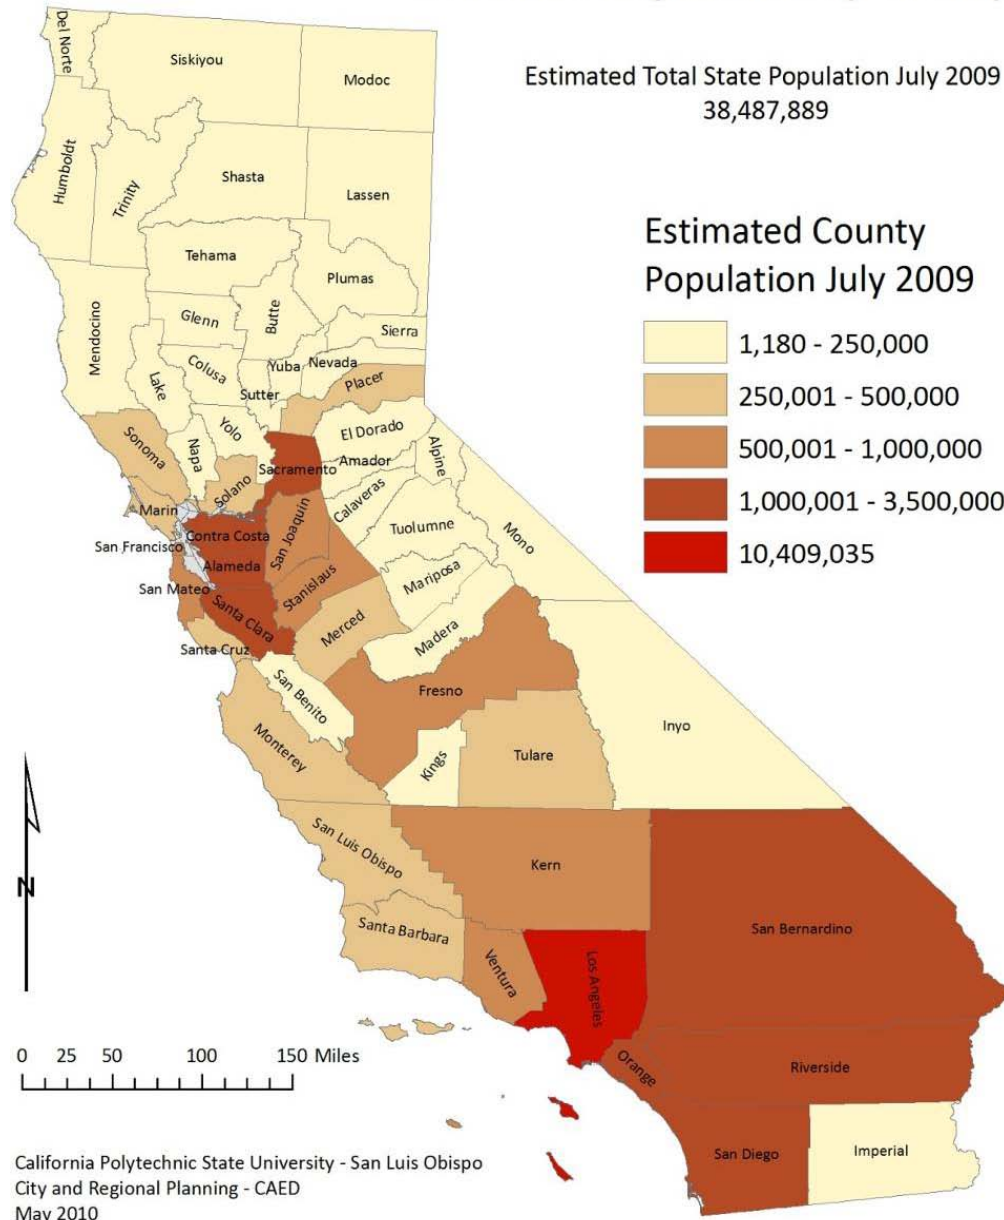 Estimated Total State Population July 2009
38,487,889
Estimated County
Population July 2009
1,180 - 250,000
250,001 - 500,000
500,001 - 1,000,000
1,000,001 - 3,500,000
10,409,035
Del Norte
Siskiyou
Modoc
Humboldt
Trinity
Shasta
Lassen
Tehama
Plumas
Mendocino
Glenn
Butte
Sierra
Lake
Colusa
Sutter
Yuba
Nevada
Placer
Sonoma
Napa
Yolo
Sacramento
El Dorado
Amador
Alpine
Solano
Marin
Calaveras
San Joaquin
Contra Costa
Tuolumne
Mono
San Francisco
Alameda
San Mateo
Stanislaus
Mariposa
Santa Clara
Merced
Madera
Santa Cruz
San Benito
Fresno
Inyo
Monterey
Kings
Tulare
San Luis Obispo
Kern
Santa Barbara
Ventura
Los Angeles
San Bernardino
Orange
Riverside
San Diego
Imperial
N
0 25 50 100 150 Miles
California Polytechnic State University - San Luis Obispo
City and Regional Planning - CAED
May 2010